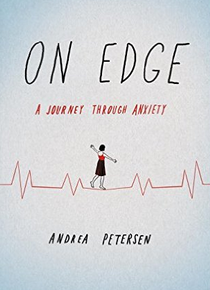 ON EDGE
A JOURNEY THROUGH ANXIETY
ANDREA PETERSEN